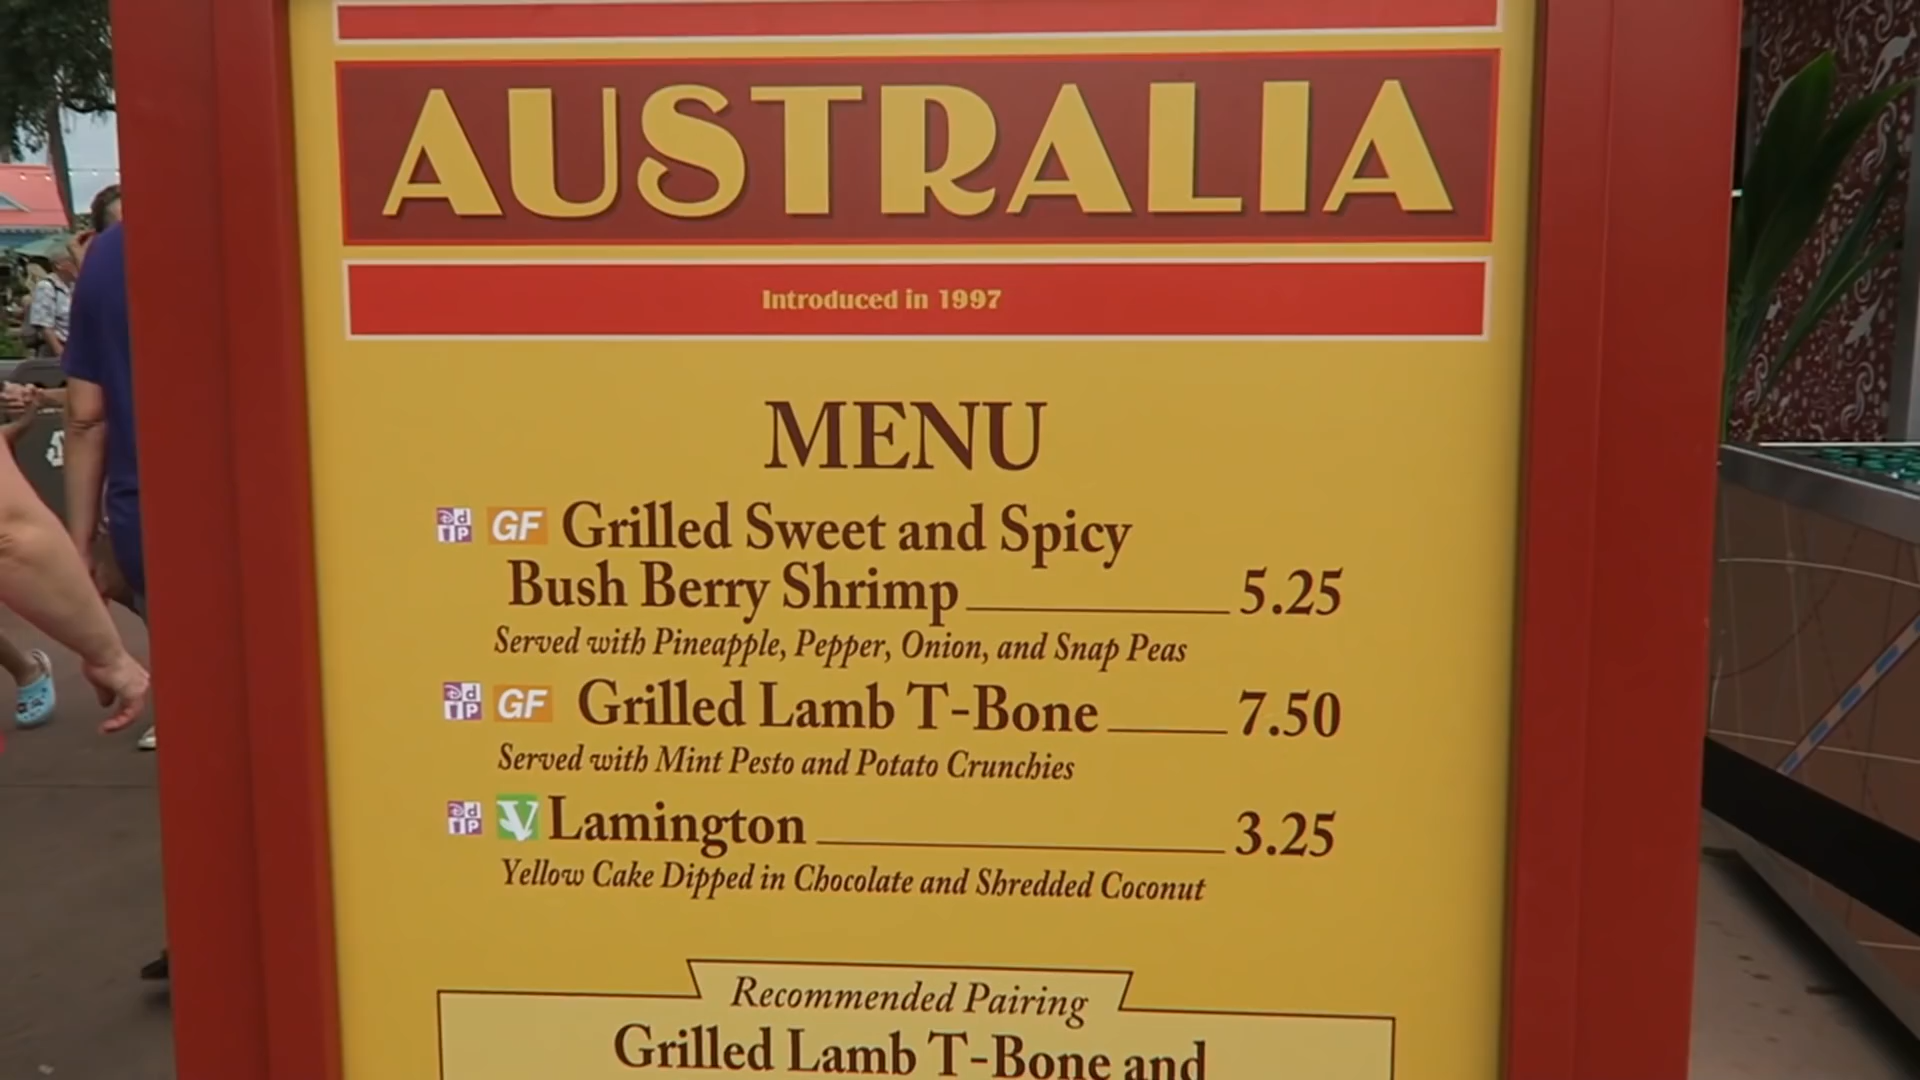 AUSTRALIA
Introduced in 1997
MENU
GF Grilled Sweet and Spicy
Bush Berry Shrimp 5.25
Served with Pineapple, Pepper, Onion, and Snap Peas
GF Grilled Lamb T-Bone 7.50
Served with Mint Pesto and Potato Crunchies
V Lamington 3.25
Yellow Cake Dipped in Chocolate and Shredded Coconut
Recommended Pairing
Grilled Lamb T-Bone and